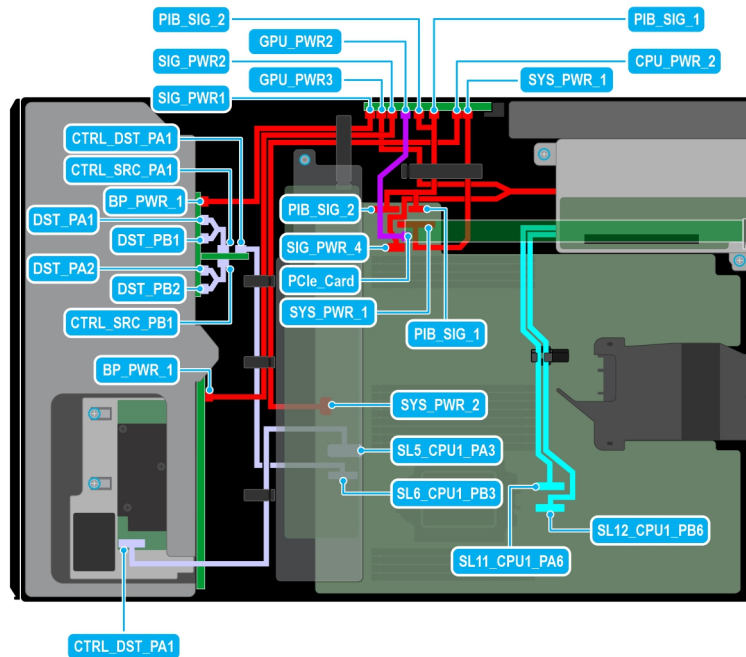 PIB_SIG_2
PIB_SIG_1
GPU_PWR2
SIG_PWR2
CPU_PWR_2
GPU_PWR3
SYS_PWR_1
SIG_PWR1
CTRL_DST_PA1
CTRL_SRC_PA1
BP_PWR_1
DST_PA1
PIB_SIG_2
DST_PB1
SIG_PWR_4
DST_PA2
PCIe_Card
DST_PB2
SYS_PWR_1
CTRL_SRC_PB1
PIB_SIG_1
BP_PWR_1
SYS_PWR_2
SL5_CPU1_PA3
SL6_CPU1_PB3
SL12_CPU1_PB6
SL11_CPU1_PA6
CTRL_DST_PA1